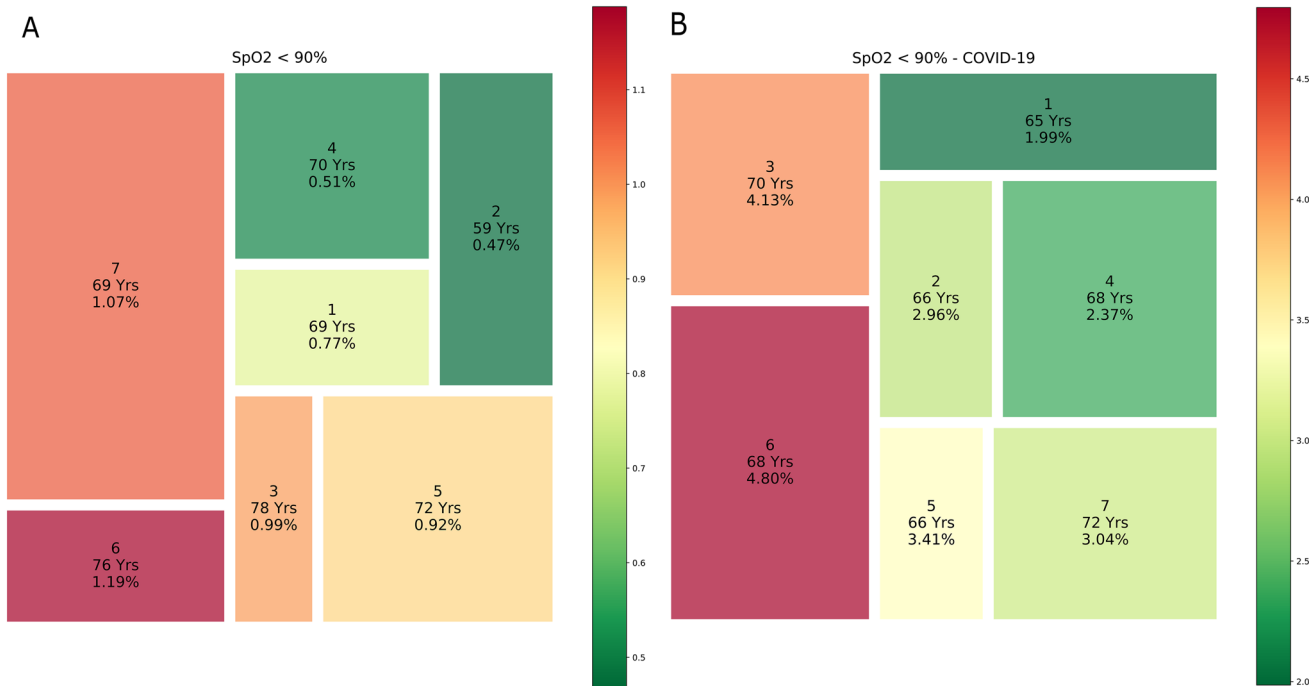 A
SpO2 < 90%
7
69 Yrs
1.07%
6
76 Yrs
1.19%
4
70 Yrs
0.51%
1
69 Yrs
0.77%
2
59 Yrs
0.47%
3
78 Yrs
0.99%
5
72 Yrs
0.92%
1.1
1.0
0.9
0.8
0.7
0.6
0.5
B
SpO2 < 90% - COVID-19
3
70 Yrs
4.13%
6
68 Yrs
4.80%
1
65 Yrs
1.99%
2
66 Yrs
2.96%
4
68 Yrs
2.37%
5
66 Yrs
3.41%
7
72 Yrs
3.04%
4.5
4.0
3.5
3.0
2.5
2.0